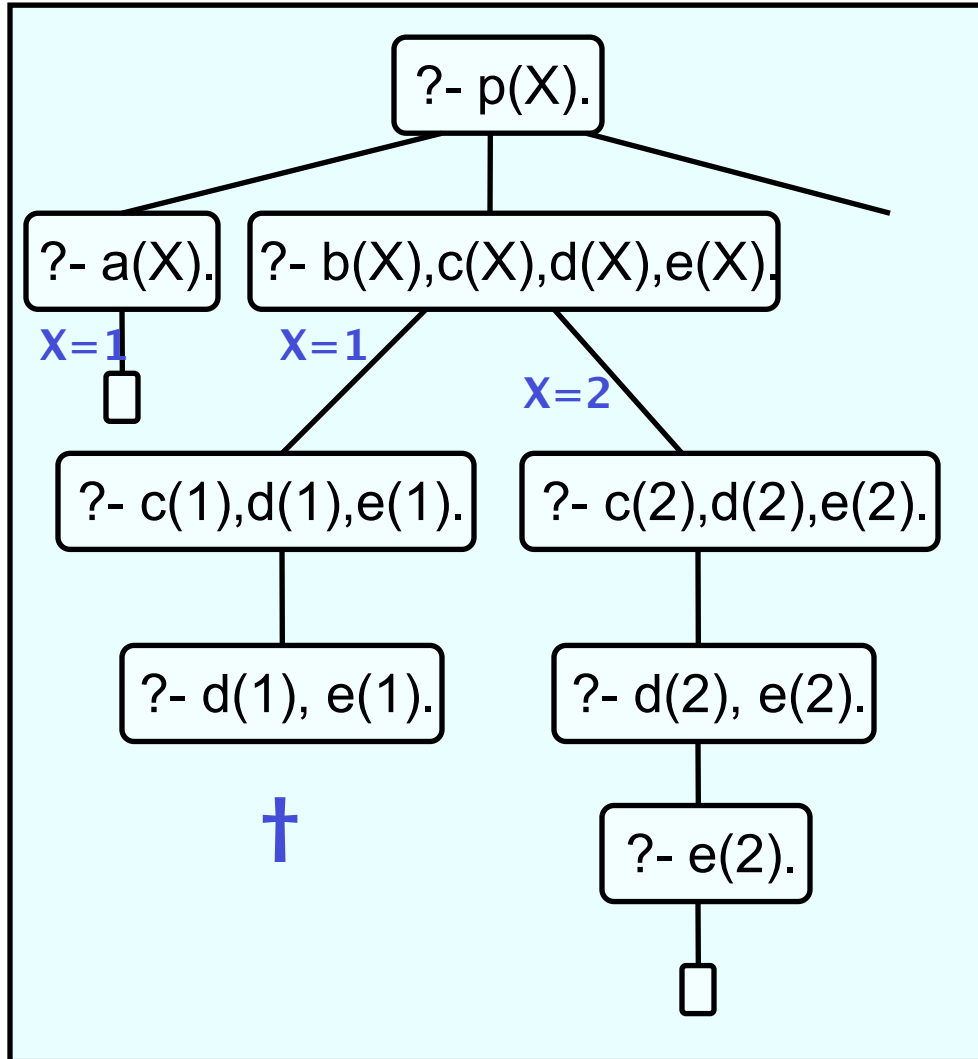 ?- p(X).
?- a(X).
?- b(X),c(X),d(X),e(X).
X=1
X=1
X=2
?- c(1),d(1),e(1).
?- c(2),d(2),e(2).
?- d(1), e(1).
?- d(2), e(2).
†
?- e(2).